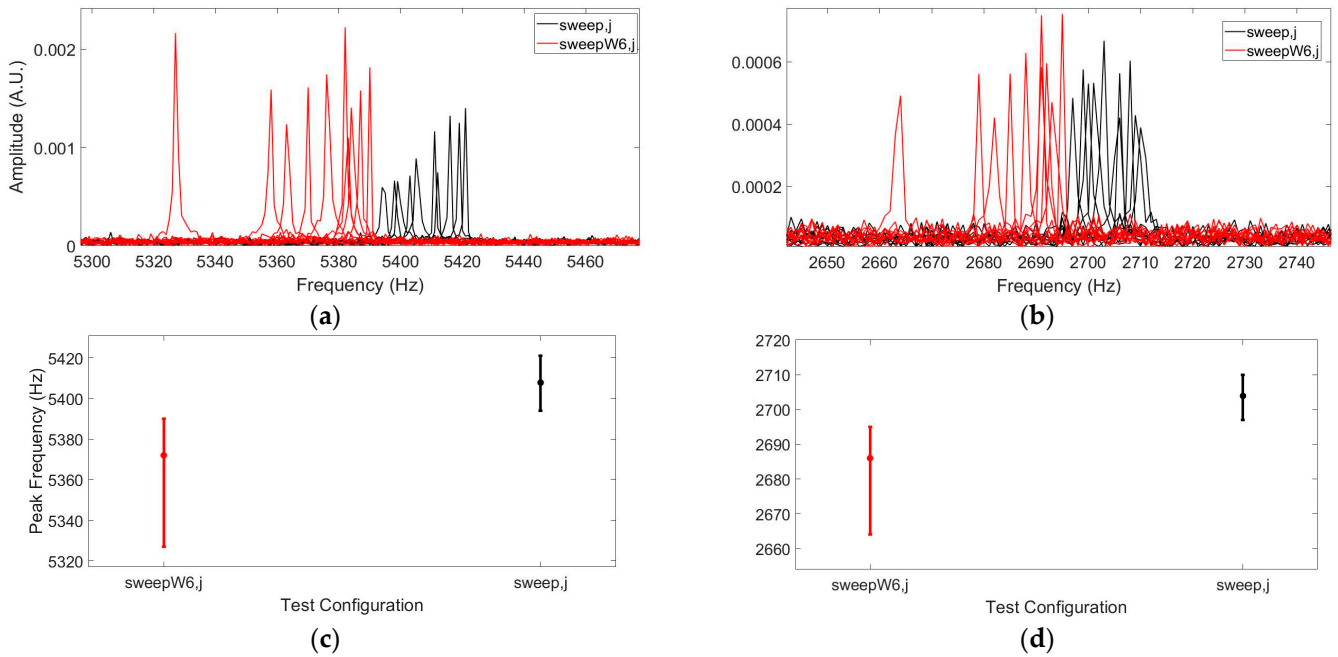 sweep,j
sweepW6,j
Amplitude (A.U.)
0.002
0.001
0
5300 5320 5340 5360 5380 5400 5420 5440 5460
Frequency (Hz)
(a)
sweep,j
sweepW6,j
0.0006
0.0004
0.0002
2650 2660 2670 2680 2690 2700 2710 2720 2730 2740
Frequency (Hz)
(b)
Peak Frequency (Hz)
5420
5400
5380
5360
5340
5320
sweepW6,j sweep,j
Test Configuration
(c)
2720
2710
2700
2690
2680
2670
2660
sweepW6,j sweep,j
Test Configuration
(d)